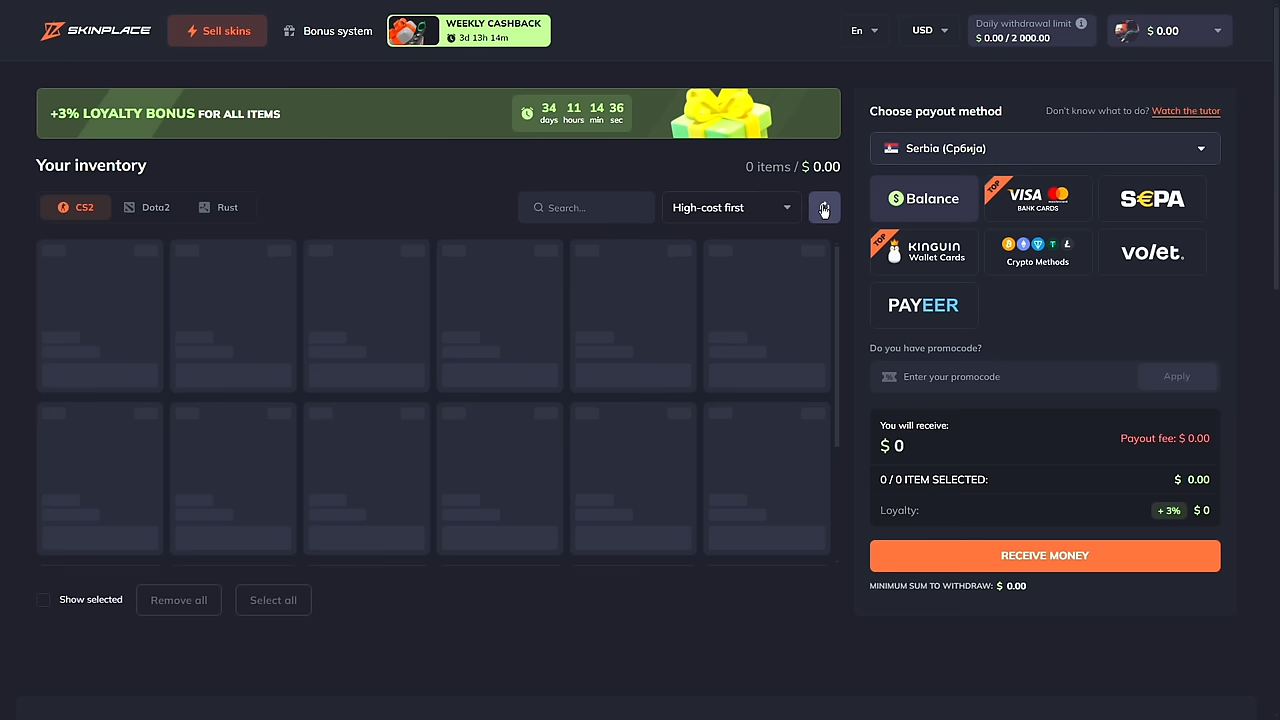 SKINPLACE
Sell skins
Bonus system
WEEKLY CASHBACK
3d 13h 14m
En
USD
Daily withdrawal limit
$ 0.00 / 2 000.00
$ 0.00
+3% LOYALTY BONUS FOR ALL ITEMS
34 11 14 36
days hours min sec
Your inventory
0 items / $ 0.00
CS2
Dota2
Rust
Search...
High-cost first
Show selected
Remove all
Select all
Choose payout method
Don't know what to do? Watch the tutor
Serbia (Србија)
Balance
TOP
VISA
BANK CARDS
S€PA
TOP
KINGUIN
Wallet Cards
Crypto Methods
volet.
PAYEER
Do you have promocode?
Enter your promocode
Apply
You will receive:
$ 0
Payout fee: $ 0.00
0 / 0 ITEM SELECTED:
$ 0.00
Loyalty:
+ 3%
$ 0
RECEIVE MONEY
MINIMUM SUM TO WITHDRAW: $ 0.00